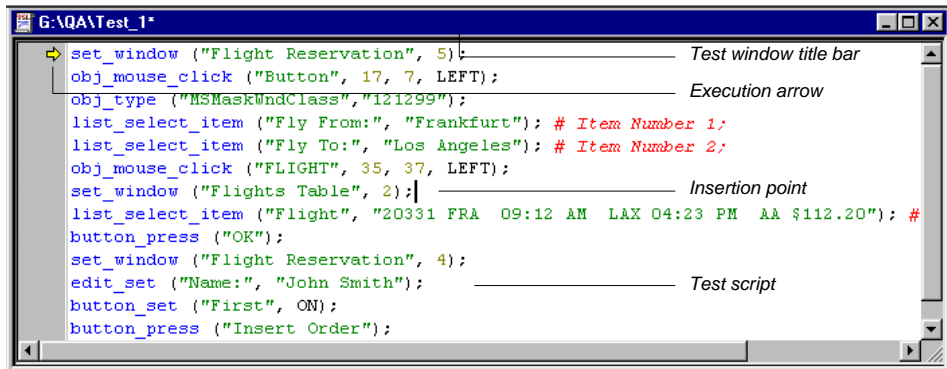 G:\QA\Test_1*
set_window ("Flight Reservation", 5);
Test window title bar
obj_mouse_click ("Button", 17, 7, LEFT);
Execution arrow
obj_type ("MSMaskWndClass","121299");
list_select_item ("Fly From:", "Frankfurt"); # Item Number 1;
list_select_item ("Fly To:", "Los Angeles"); # Item Number 2;
obj_mouse_click ("FLIGHT", 35, 37, LEFT);
set_window ("Flights Table", 2);
Insertion point
list_select_item ("Flight", "20331 FRA  09:12 AM  LAX 04:23 PM  AA $112.20"); #
button_press ("OK");
set_window ("Flight Reservation", 4);
edit_set ("Name:", "John Smith");
Test script
button_set ("First", ON);
button_press ("Insert Order");